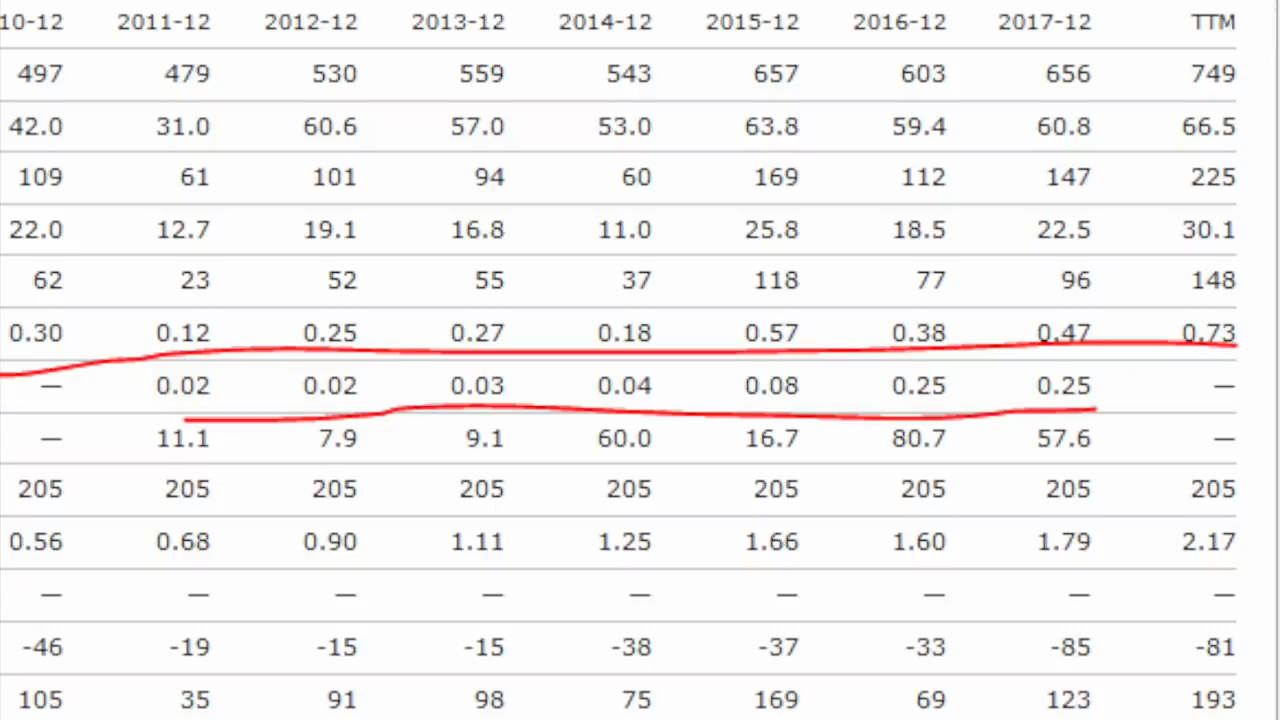 10-12 2011-12 2012-12 2013-12 2014-12 2015-12 2016-12 2017-12 TTM
497 479 530 559 543 657 603 656 749
42.0 31.0 60.6 57.0 53.0 63.8 59.4 60.8 66.5
109 61 101 94 60 169 112 147 225
22.0 12.7 19.1 16.8 11.0 25.8 18.5 22.5 30.1
62 23 52 55 37 118 77 96 148
0.30 0.12 0.25 0.27 0.18 0.57 0.38 0.47 0.73
— 0.02 0.02 0.03 0.04 0.08 0.25 0.25 —
— 11.1 7.9 9.1 60.0 16.7 80.7 57.6 —
205 205 205 205 205 205 205 205 205
0.56 0.68 0.90 1.11 1.25 1.66 1.60 1.79 2.17
— — — — — — — — —
-46 -19 -15 -15 -38 -37 -33 -85 -81
105 35 91 98 75 169 69 123 193